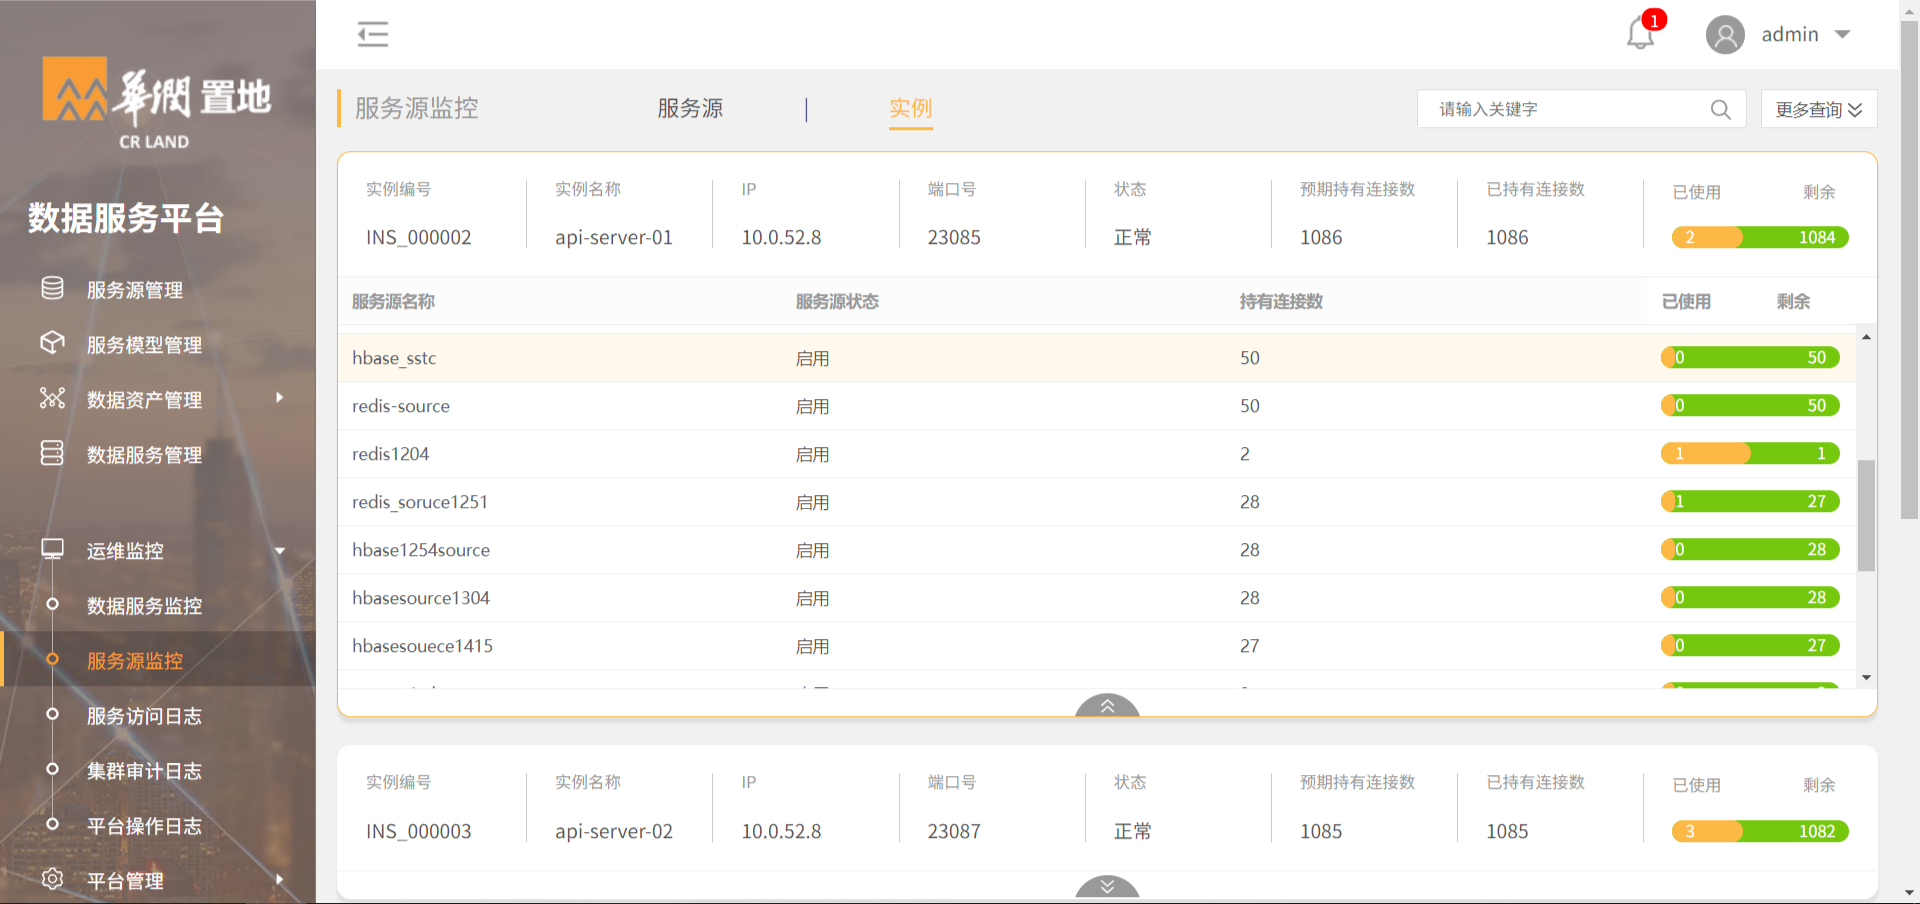 華潤 置地
CR LAND
数据服务平台
服务源管理
服务模型管理
数据资产管理
数据服务管理
运维监控
数据服务监控
服务源监控
服务访问日志
集群审计日志
平台操作日志
平台管理
1
admin
服务源监控 服务源 | 实例
请输入关键字 更多查询
实例编号 实例名称 IP 端口号 状态 预期持有连接数 已持有连接数 已使用 剩余
INS_000002 api-server-01 10.0.52.8 23085 正常 1086 1086 2 1084
服务源名称 服务源状态 持有连接数 已使用 剩余
hbase_sstc 启用 50 0 50
redis-source 启用 50 0 50
redis1204 启用 2 1 1
redis_soruce1251 启用 28 1 27
hbase1254source 启用 28 0 28
hbasesource1304 启用 28 0 28
hbasesouece1415 启用 27 0 27
实例编号 实例名称 IP 端口号 状态 预期持有连接数 已持有连接数 已使用 剩余
INS_000003 api-server-02 10.0.52.8 23087 正常 1085 1085 3 1082